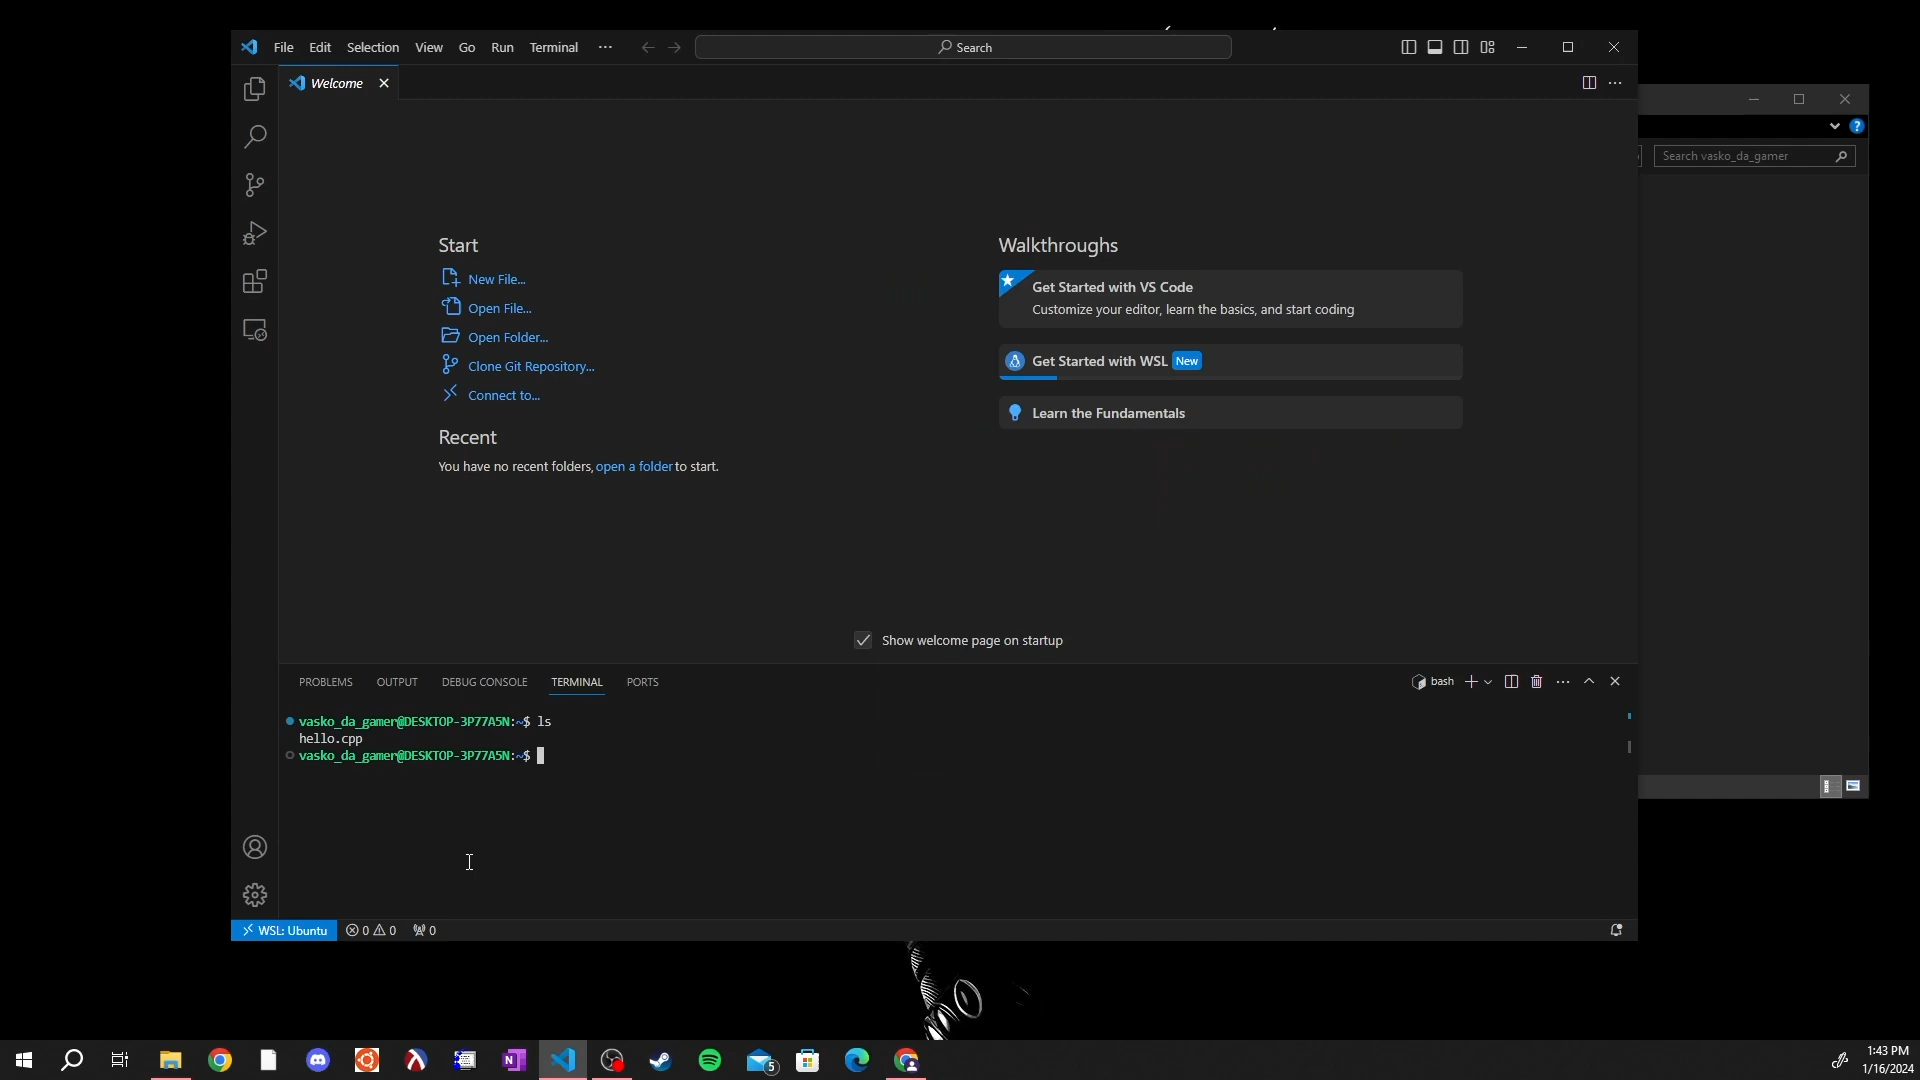 File Edit Selection View Go Run Terminal ··· Search
Welcome
Search vasko_da_gamer
Start
New File...
Open File...
Open Folder...
Clone Git Repository...
Connect to...
Recent
You have no recent folders, open a folder to start.
Walkthroughs
Get Started with VS Code
Customize your editor, learn the basics, and start coding
Get Started with WSL New
Learn the Fundamentals
Show welcome page on startup
PROBLEMS OUTPUT DEBUG CONSOLE TERMINAL PORTS bash
vasko_da_gamer@DESKTOP-3P77A5N:~$ ls
hello.cpp
vasko_da_gamer@DESKTOP-3P77A5N:~$
WSL: Ubuntu 0 0 0
5
1:43 PM
1/16/2024